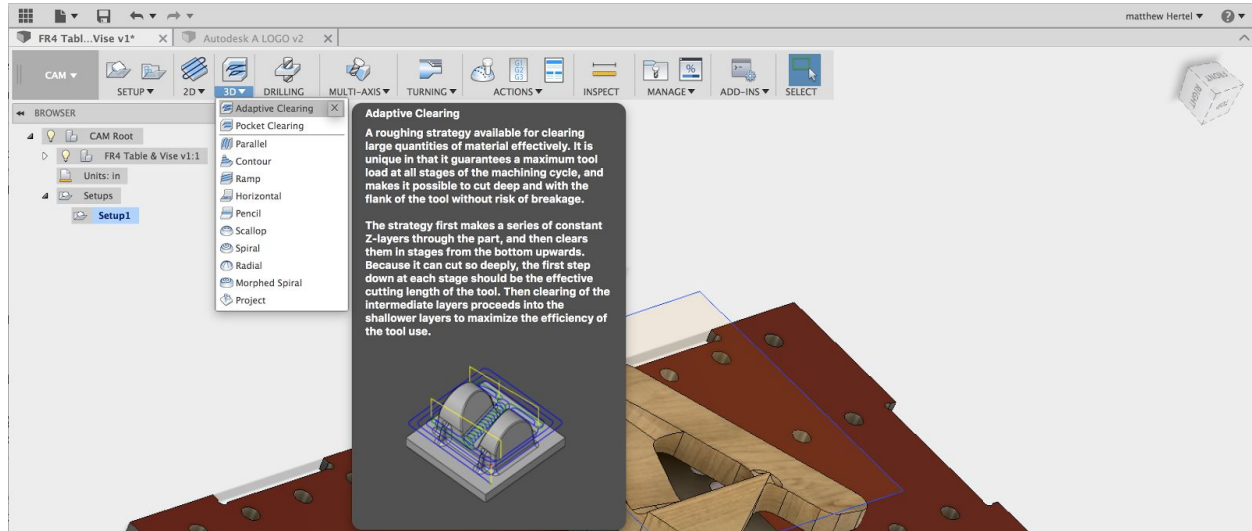 matthew Hertel
FR4 Tabl...Vise v1*
Autodesk A LOGO v2
CAM
SETUP
2D
3D
DRILLING
MULTI-AXIS
TURNING
G1
G2
G3
ACTIONS
INSPECT
%
MANAGE
ADD-INS
SELECT
FRONT
RIGHT
BROWSER
CAM Root
FR4 Table & Vise v1:1
Units: in
Setups
Setup1
Adaptive Clearing
Pocket Clearing
Parallel
Contour
Ramp
Horizontal
Pencil
Scallop
Spiral
Radial
Morphed Spiral
Project
Adaptive Clearing
A roughing strategy available for clearing
large quantities of material effectively. It is
unique in that it guarantees a maximum tool
load at all stages of the machining cycle, and
makes it possible to cut deep and with the
flank of the tool without risk of breakage.
The strategy first makes a series of constant
Z-layers through the part, and then clears
them in stages from the bottom upwards.
Because it can cut so deeply, the first step
down at each stage should be the effective
cutting length of the tool. Then clearing of the
intermediate layers proceeds into the
shallower layers to maximize the efficiency of
the tool use.